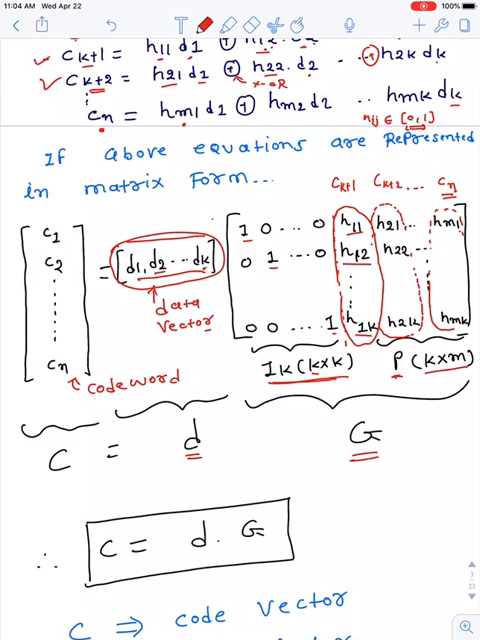 11:04 AM Wed Apr 22
100%
Ck+1 = h11 d1 ⊕ h12. d2 ⊕ h2k dk
Ck+2 = h21 d1 ⊕ h22. d2 .. ⊕ h2k dk
x-OR
Cn = hm1 d1 ⊕ hm2 d2 .. hmk dk
hij ∈ [0,1]
If above equations are Represented
in matrix Form...
Ck+1 Ck+2 ... Cn
[ C1 C2 Cn ] = [d1, d2 ... dk] [ 1 0 ... 0 h11 h21 .. hm1
0 1 ... 0 h12 h22 ...
0 0 .... 1 h1k h2k hmk ]
data
vector
codeword
Ik (k×k) P (k×m)
C = d G
∴ C = d . G
C ⇒ code vector
3
23